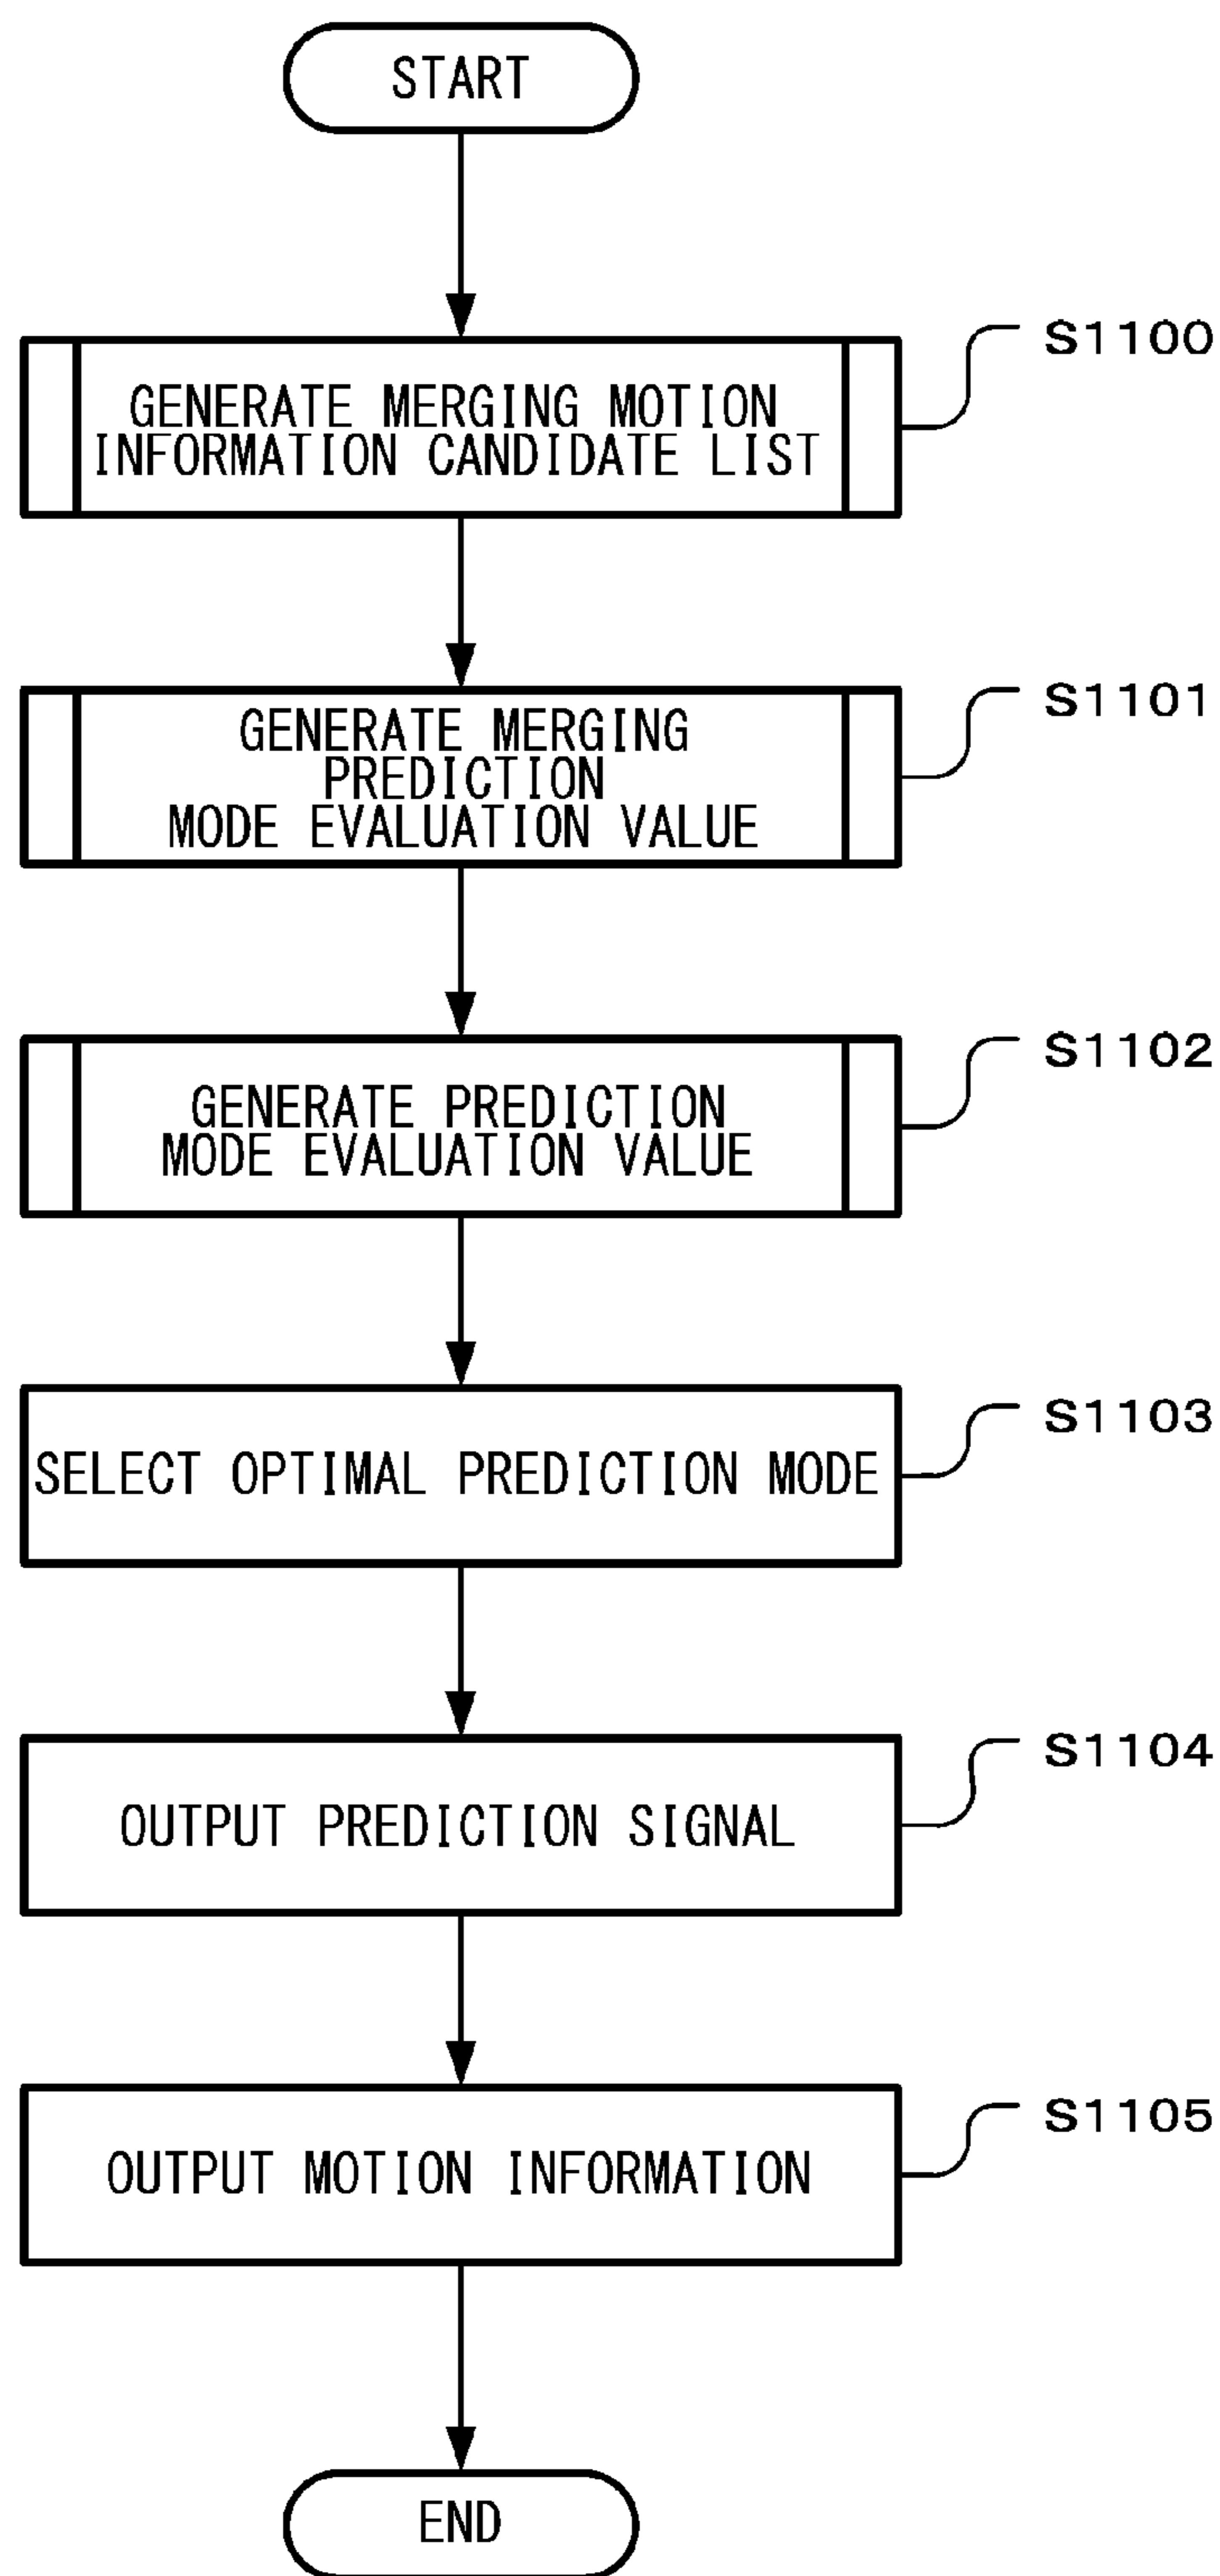 START
S1100
GENERATE MERGING MOTION
INFORMATION CANDIDATE LIST
S1101
GENERATE MERGING
PREDICTION
MODE EVALUATION VALUE
S1102
GENERATE PREDICTION
MODE EVALUATION VALUE
S1103
SELECT OPTIMAL PREDICTION MODE
S1104
OUTPUT PREDICTION SIGNAL
S1105
OUTPUT MOTION INFORMATION
END